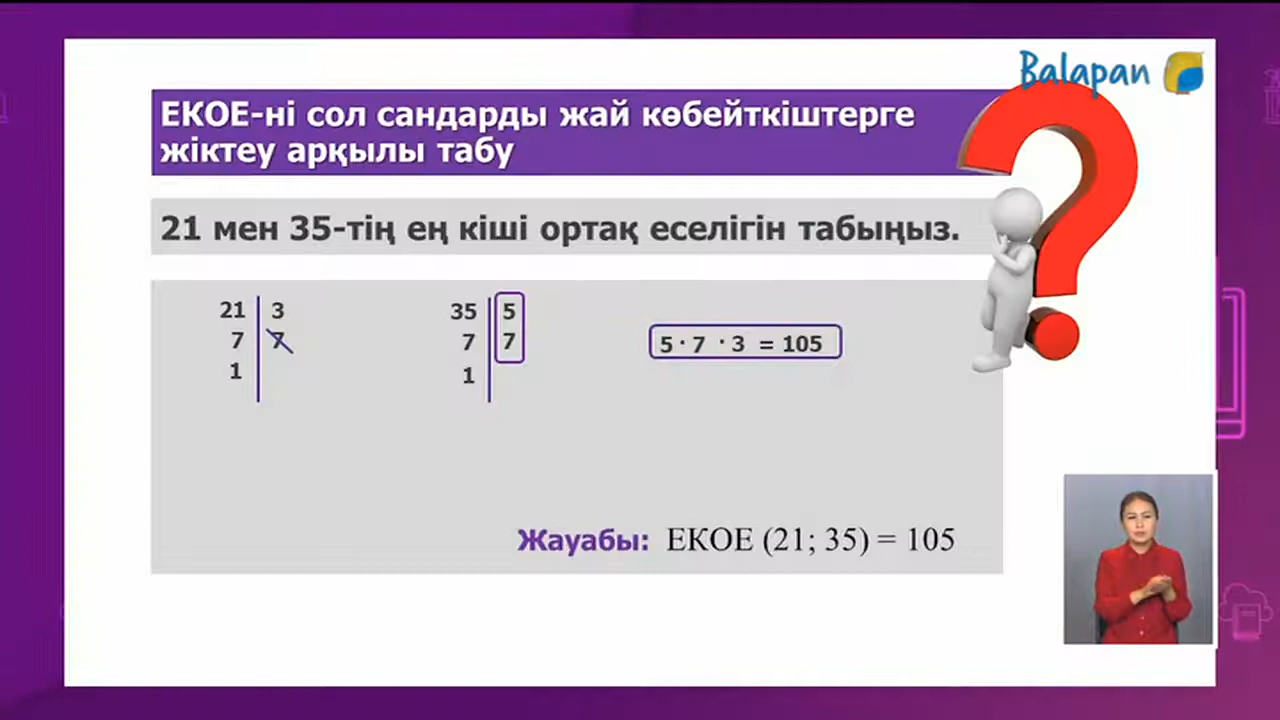 Balapan
ЕКОЕ-ні сол сандарды жай көбейткіштерге
жіктеу арқылы табу
21 мен 35-тің ең кіші ортақ еселігін табыңыз.
21 3
7 7
1
35 5
7 7
1
5 · 7 · 3 = 105
Жауабы: ЕКОЕ (21; 35) = 105